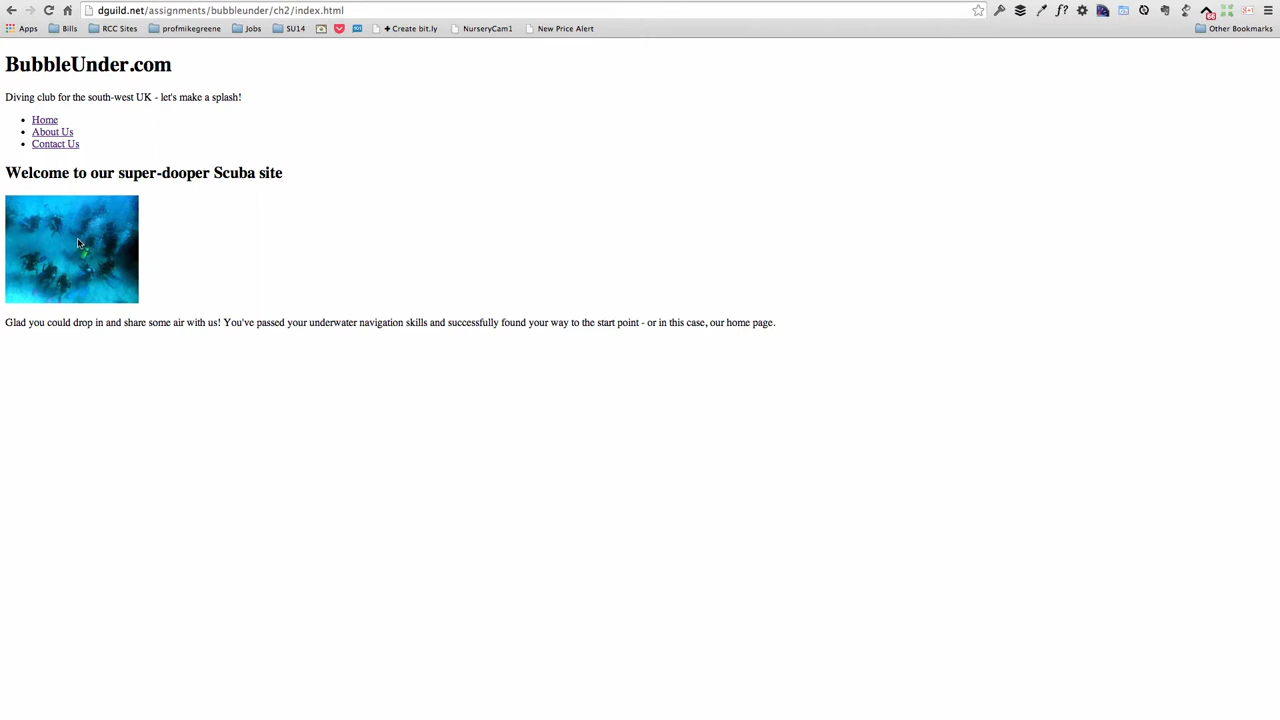 dguild.net/assignments/bubbleunder/ch2/index.html
f?
66
Apps Bills RCC Sites profmikegreene Jobs SU14 + Create bit.ly NurseryCam1 New Price Alert Other Bookmarks
BubbleUnder.com
Diving club for the south-west UK - let's make a splash!
Home
About Us
Contact Us
Welcome to our super-dooper Scuba site
Glad you could drop in and share some air with us! You've passed your underwater navigation skills and successfully found your way to the start point - or in this case, our home page.